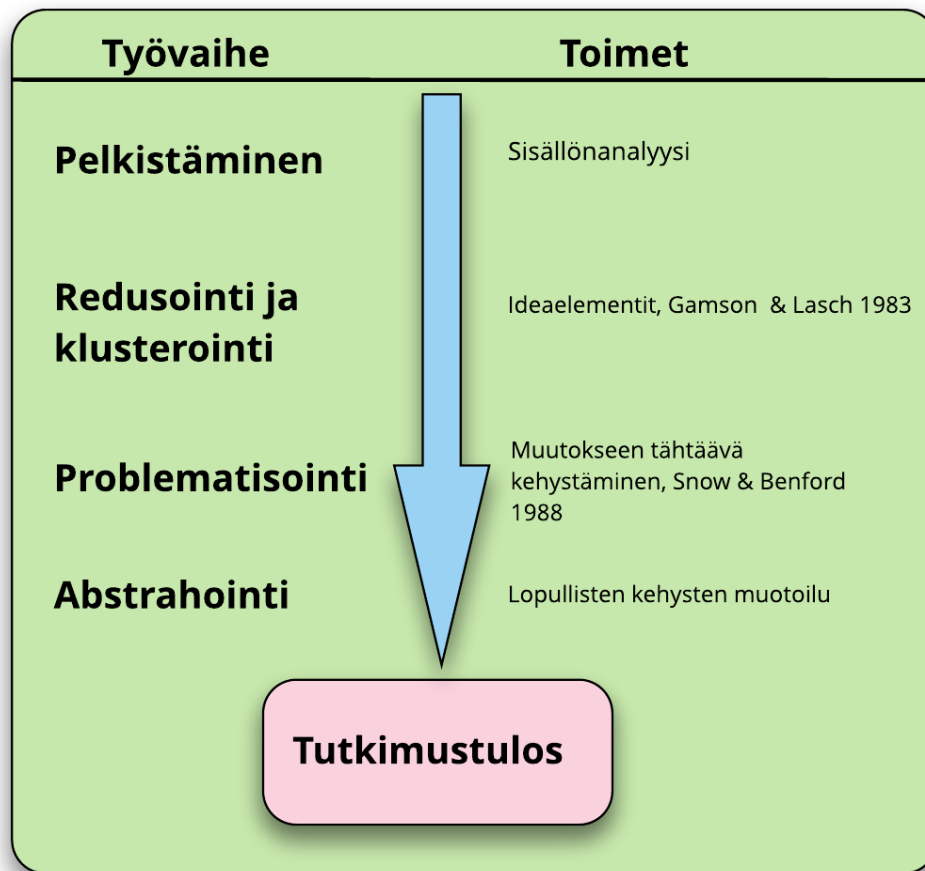 Työvaihe Toimet
Pelkistäminen Sisällönanalyysi
Redusointi ja
klusterointi
Ideaelementit, Gamson & Lasch 1983
Problematisointi
Muutokseen tähtäävä
kehystäminen, Snow & Benford
1988
Abstrahointi Lopullisten kehysten muotoilu
Tutkimustulos